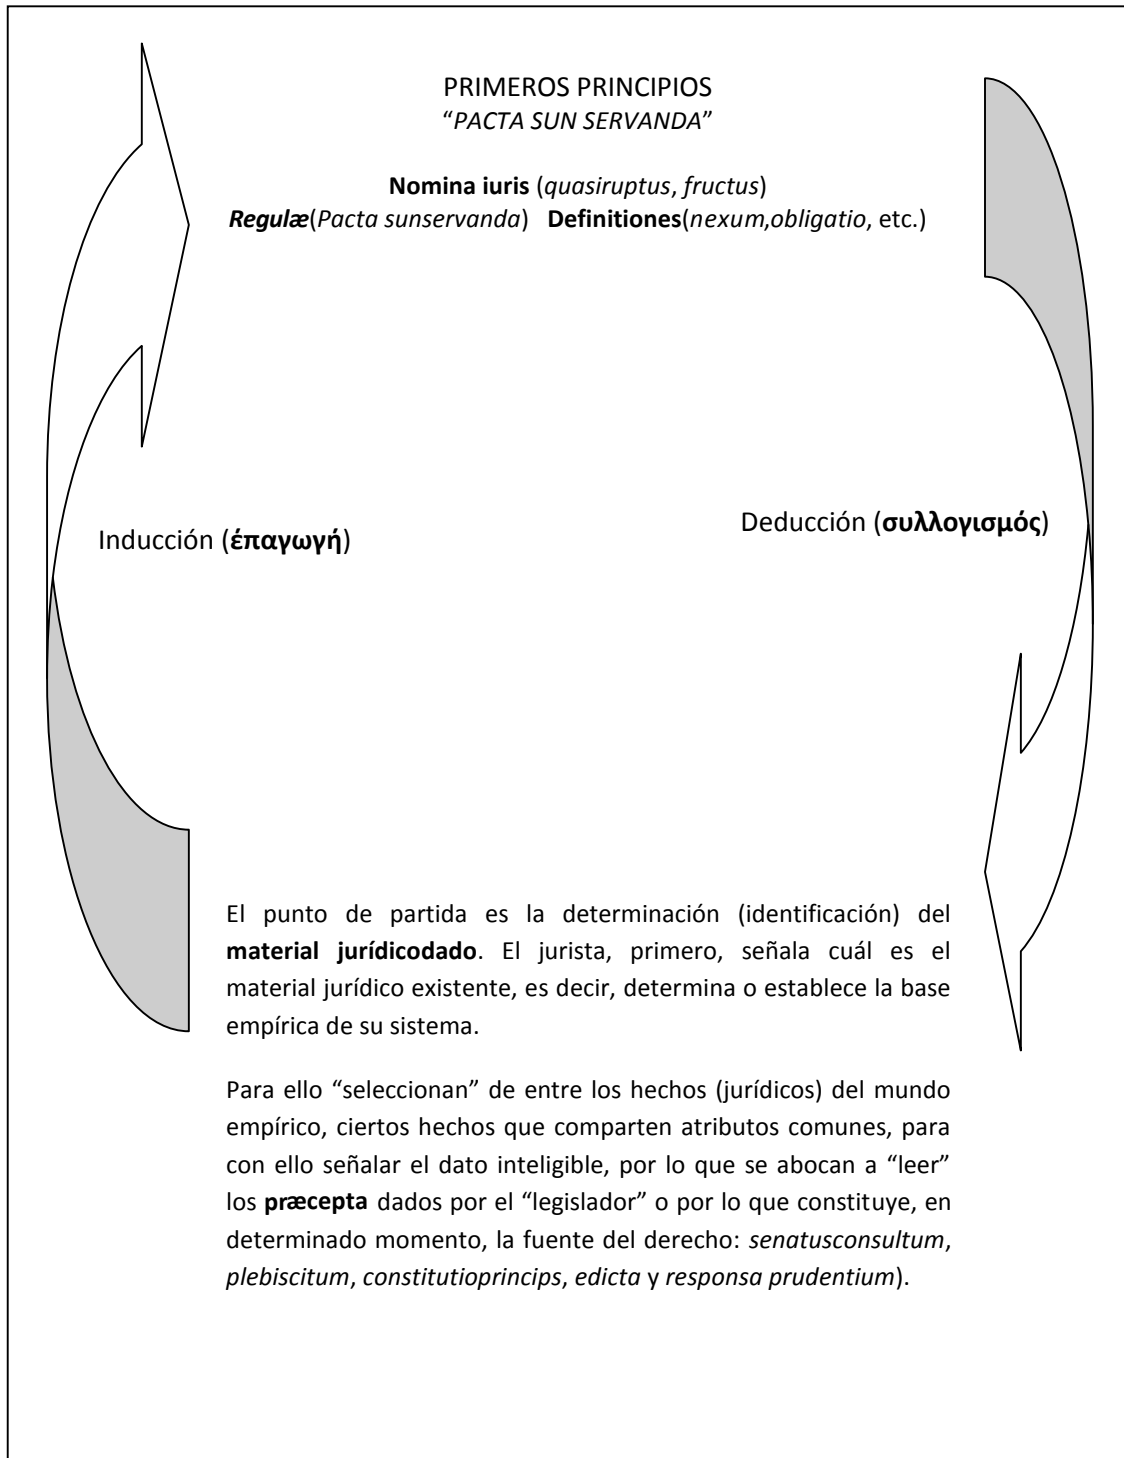 PRIMEROS PRINCIPIOS
“PACTA SUN SERVANDA”
Nomina iuris (quasiruptus, fructus)
Regulæ(Pacta sunservanda) Definitiones(nexum,obligatio, etc.)
Deducción (συλλογισμός)
Inducción (έπαγωγή)
El punto de partida es la determinación (identificación) del
material jurídicodado. El jurista, primero, señala cuál es el
material jurídico existente, es decir, determina o establece la base
empírica de su sistema.
Para ello “seleccionan” de entre los hechos (jurídicos) del mundo
empírico, ciertos hechos que comparten atributos comunes, para
con ello señalar el dato inteligible, por lo que se abocan a “leer”
los præcepta dados por el “legislador” o por lo que constituye, en
determinado momento, la fuente del derecho: senatusconsultum,
plebiscitum, constitutioprinceps, edicta y responsa prudentium).